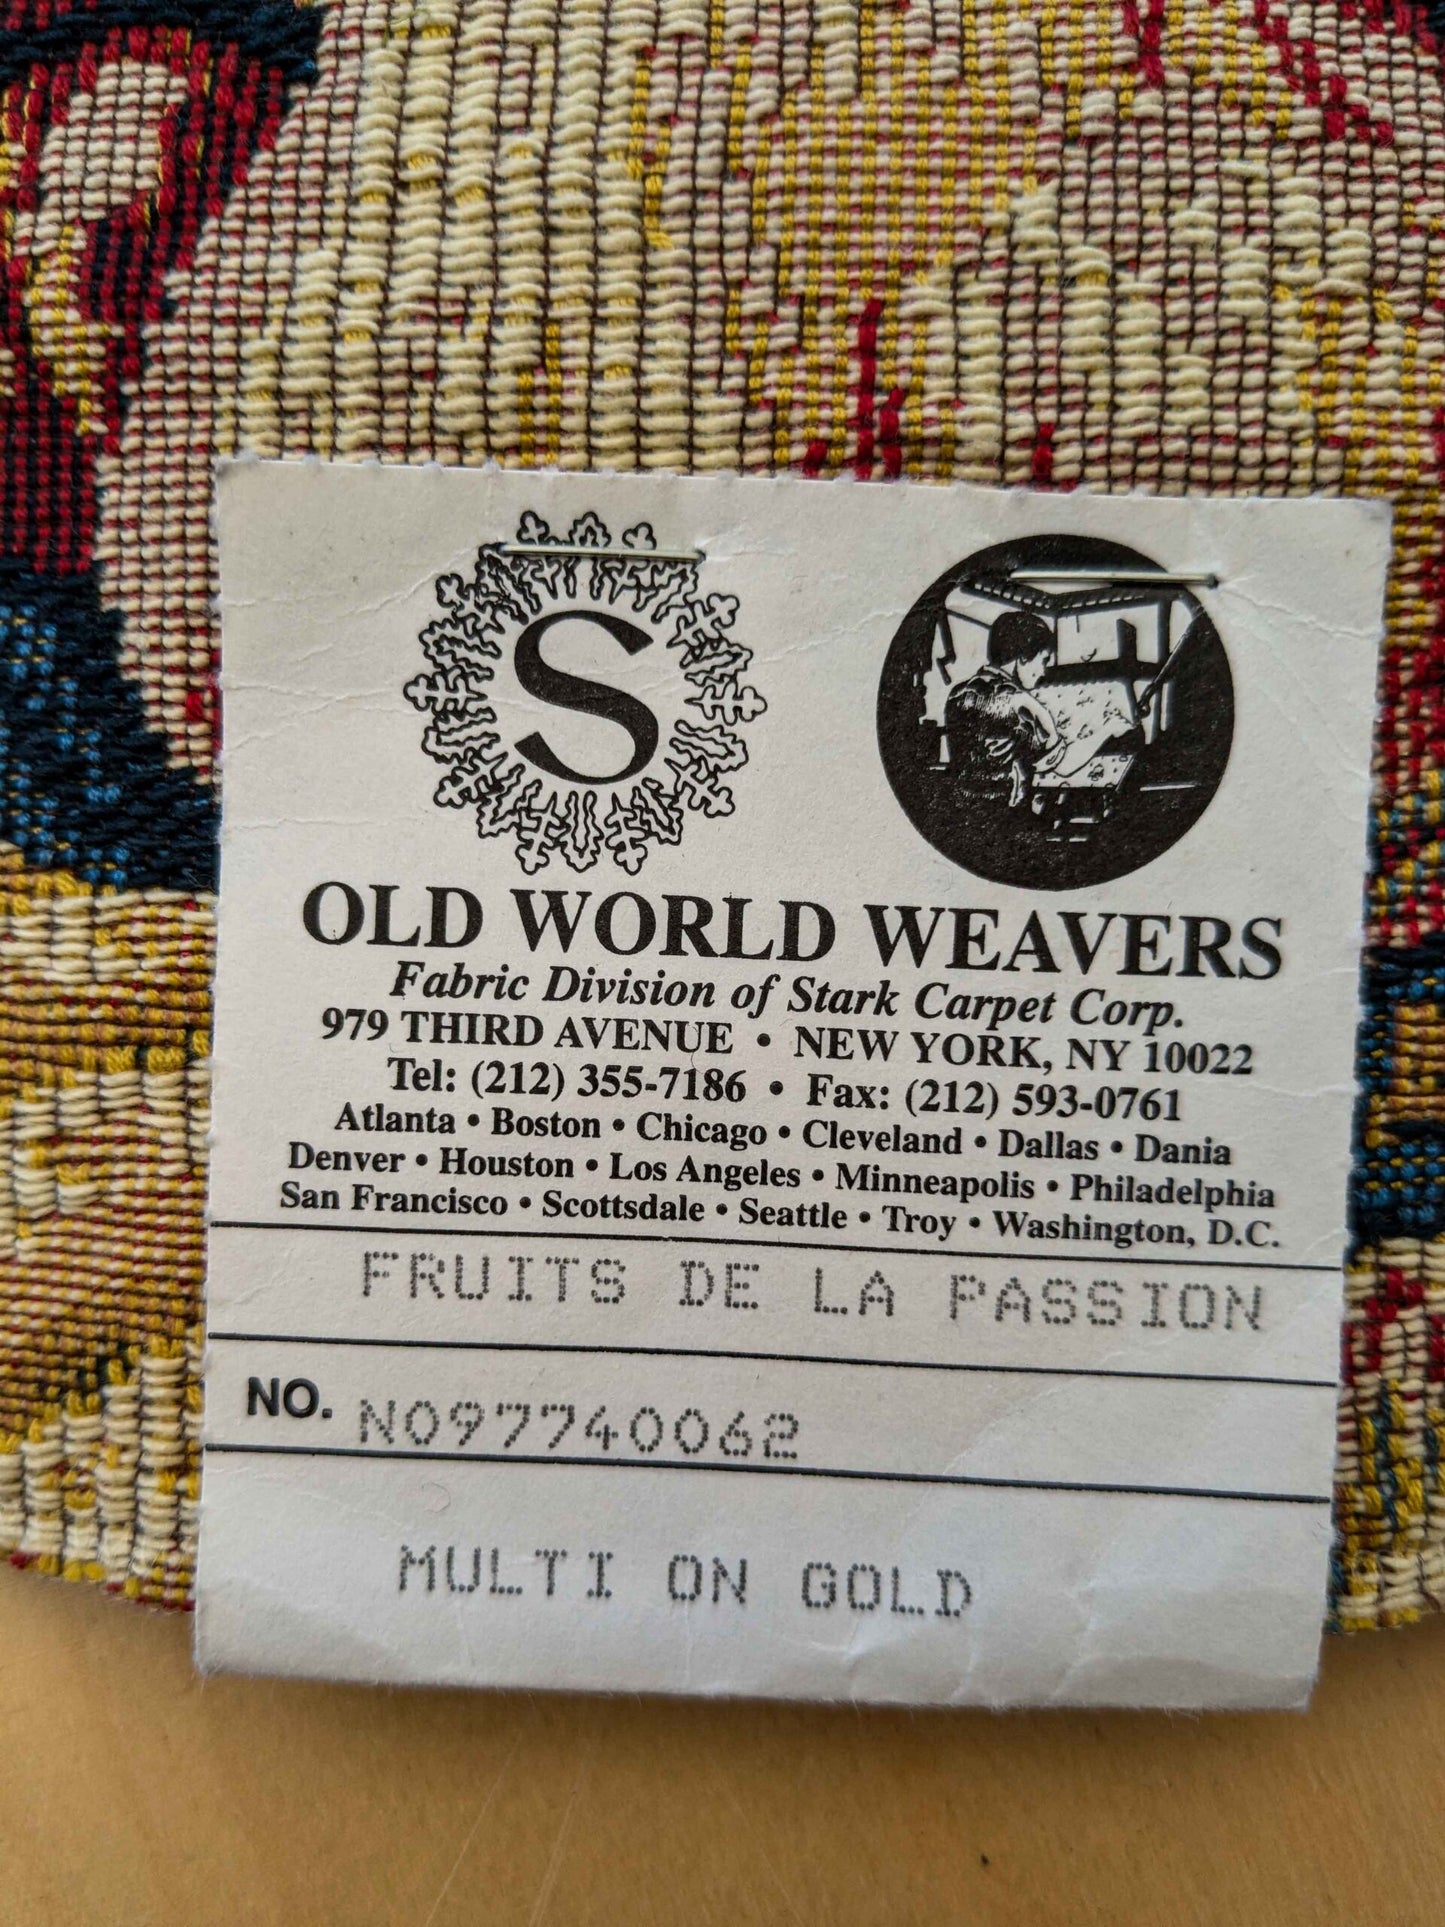 S
OLD WORLD WEAVERS
Fabric Division of Stark Carpet Corp.
979 THIRD AVENUE • NEW YORK, NY 10022
Tel: (212) 355-7186 • Fax: (212) 593-0761
Atlanta • Boston • Chicago • Cleveland • Dallas • Dania
Denver • Houston • Los Angeles • Minneapolis • Philadelphia
San Francisco • Scottsdale • Seattle • Troy • Washington, D.C.
FRUITS DE LA PASSION
NO. N097740062
MULTI ON GOLD